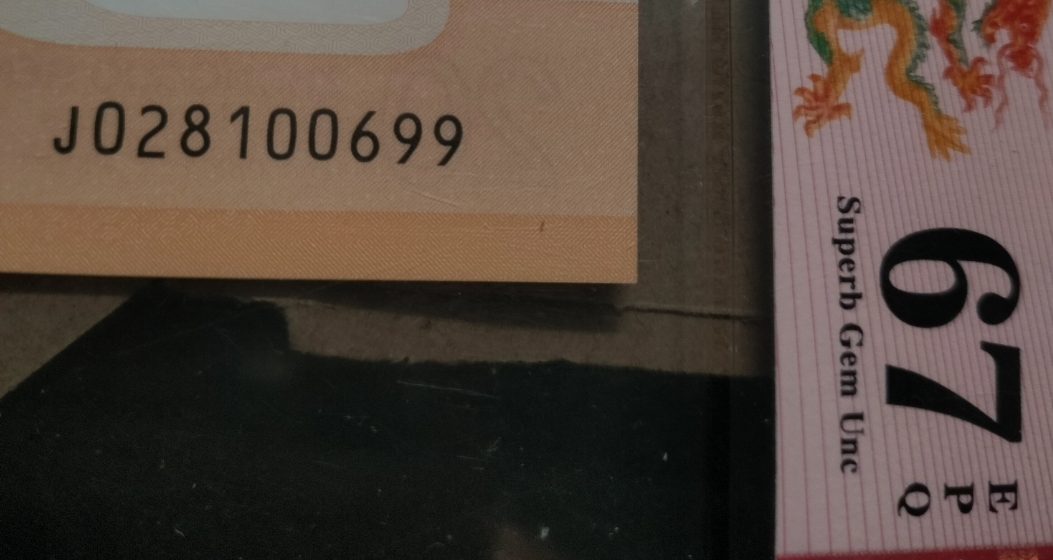 J028100699
67
Superb Gem Unc
E
P
Q